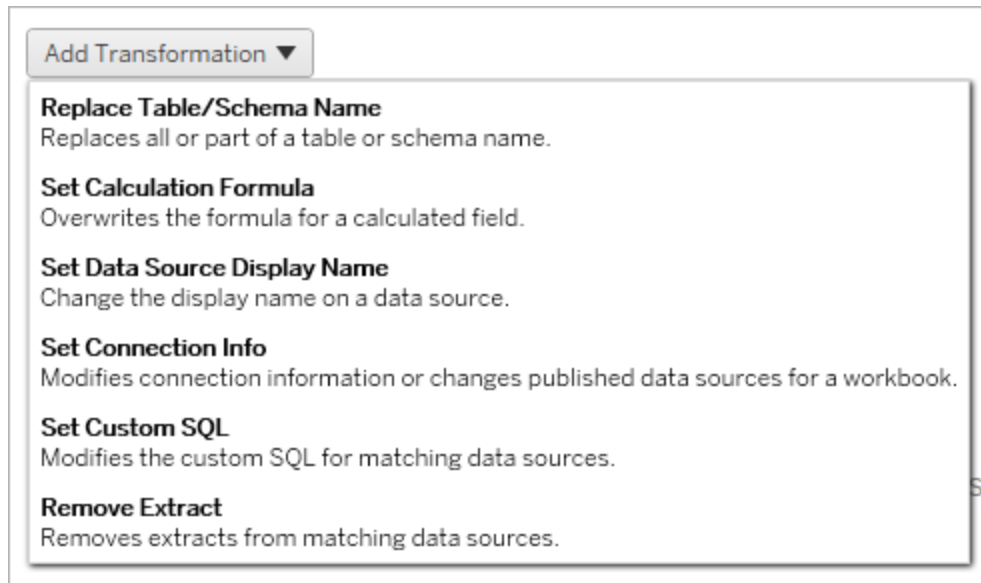 Add Transformation ▼
Replace Table/Schema Name
Replaces all or part of a table or schema name.
Set Calculation Formula
Overwrites the formula for a calculated field.
Set Data Source Display Name
Change the display name on a data source.
Set Connection Info
Modifies connection information or changes published data sources for a workbook.
Set Custom SQL
Modifies the custom SQL for matching data sources.
Remove Extract
Removes extracts from matching data sources.